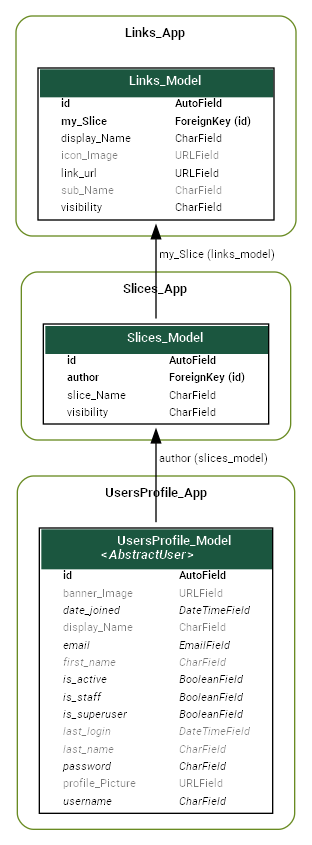 Links_App
Links_Model
id AutoField
my_Slice ForeignKey (id)
display_Name CharField
icon_Image URLField
link_url URLField
sub_Name CharField
visibility CharField
my_Slice (links_model)
Slices_App
Slices_Model
id AutoField
author ForeignKey (id)
slice_Name CharField
visibility CharField
author (slices_model)
UsersProfile_App
UsersProfile_Model
<AbstractUser>
id AutoField
banner_Image URLField
date_joined DateTimeField
display_Name CharField
email EmailField
first_name CharField
is_active BooleanField
is_staff BooleanField
is_superuser BooleanField
last_login DateTimeField
last_name CharField
password CharField
profile_Picture URLField
username CharField